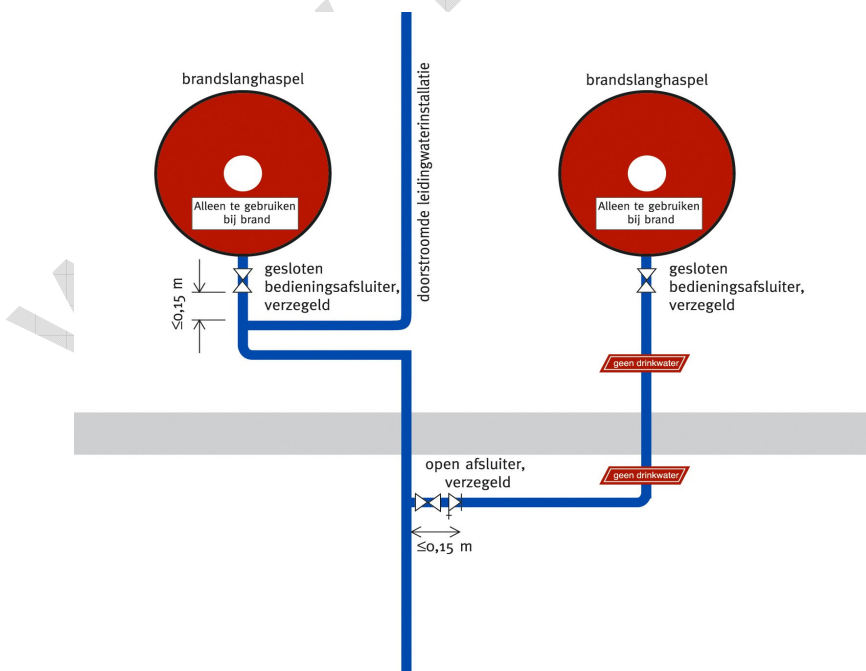 brandslanghaspel
Alleen te gebruiken
bij brand
gesloten
bedieningsafsluiter,
verzegeld
≤0,15 m
doorstroomde leidingwaterinstallatie
brandslanghaspel
Alleen te gebruiken
bij brand
gesloten
bedieningsafsluiter,
verzegeld
geen drinkwater
geen drinkwater
open afsluiter,
verzegeld
≤0,15 m